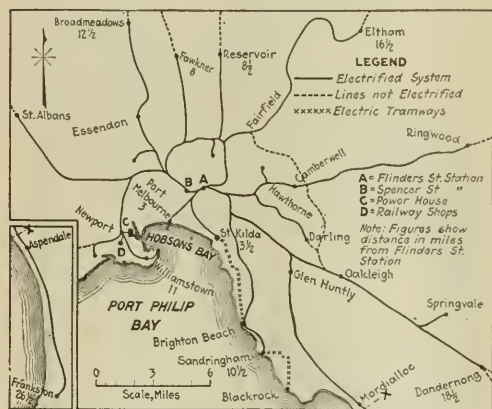 Broadmeadows
12½
Fawkner
8
Reservoir
8½
Eltham
16½
LEGEND
Electrified System
Lines not Electrified
Electric Tramways
St. Albans
Essendon
Fairfield
Ringwood
Camberwell
A = Flinders St. Station
B = Spencer St "
C = Power House
D = Railway Shops
Note: Figures show
distance in miles
from Flinders St.
Station
B
A
Port
Melbourne
3
Hawthorne
Newport
C
D
HOBSONS BAY
St Kilda
3½
Darling
Oakleigh
Williamstown
11
Glen Huntly
X
Aspendale
PORT PHILIP
BAY
Springvale
Brighton Beach
Sandringham
10½
0 3 6
Scale, Miles
Blackrock
Mordialloc
X
Dandernong
18½
Frankston
26½